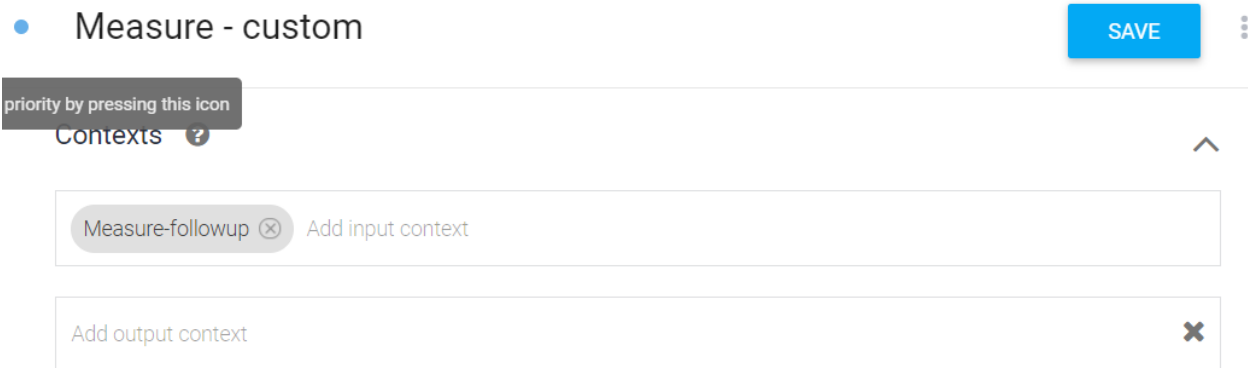 Measure - custom
SAVE
priority by pressing this icon
Contexts ?
Measure-followup Add input context
Add output context